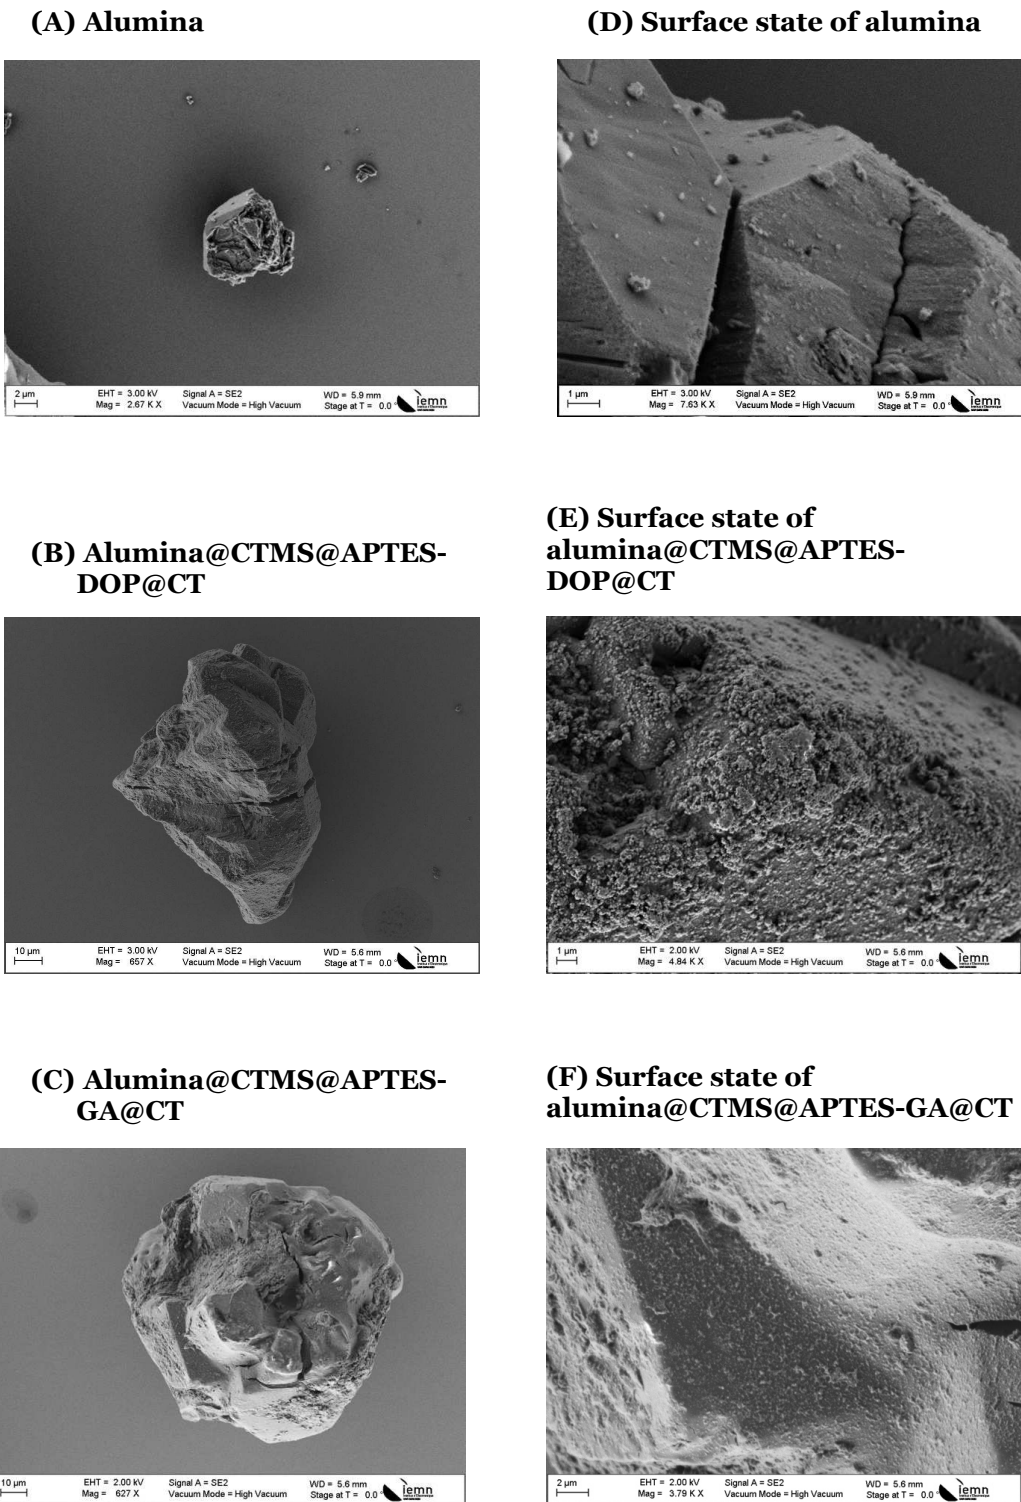 (A) Alumina
(D) Surface state of alumina
2 µm
EHT = 3.00 kV
Signal A = SE2
WD = 5.9 mm
Mag = 2.67 K X
Vacuum Mode = High Vacuum
Stage at T = 0.0 °
iemn
1 µm
EHT = 3.00 kV
Signal A = SE2
WD = 5.9 mm
Mag = 7.63 K X
Vacuum Mode = High Vacuum
Stage at T = 0.0 °
iemn
(B) Alumina@CTMS@APTES-
DOP@CT
(E) Surface state of
alumina@CTMS@APTES-
DOP@CT
10 µm
EHT = 3.00 kV
Signal A = SE2
WD = 5.6 mm
Mag = 657 X
Vacuum Mode = High Vacuum
Stage at T = 0.0 °
iemn
1 µm
EHT = 2.00 kV
Signal A = SE2
WD = 5.6 mm
Mag = 4.84 K X
Vacuum Mode = High Vacuum
Stage at T = 0.0 °
iemn
(C) Alumina@CTMS@APTES-
GA@CT
(F) Surface state of
alumina@CTMS@APTES-GA@CT
10 µm
EHT = 2.00 kV
Signal A = SE2
WD = 5.6 mm
Mag = 627 X
Vacuum Mode = High Vacuum
Stage at T = 0.0 °
iemn
2 µm
EHT = 2.00 kV
Signal A = SE2
WD = 5.6 mm
Mag = 3.79 K X
Vacuum Mode = High Vacuum
Stage at T = 0.0 °
iemn